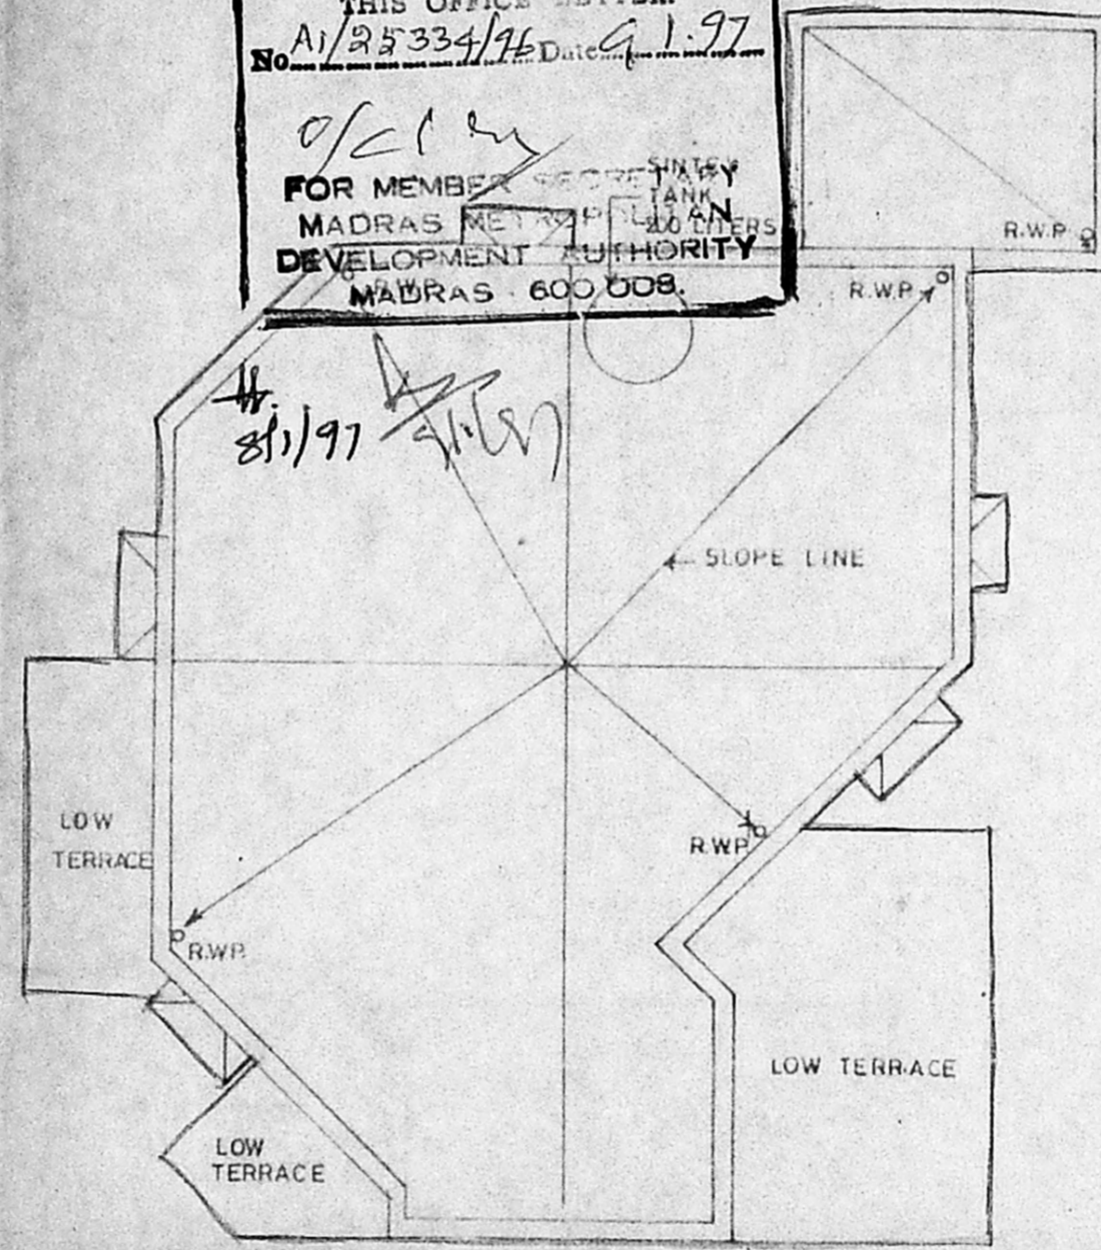 THIS OFFICE LETTER
No A1/25334/96 Date 9.1.97
FOR MEMBER SECRETARY
MADRAS METROPOLITAN
DEVELOPMENT AUTHORITY
MADRAS 600 008.
SINTEX
TANK
200 LITERS
R.W.P.
R.W.P.
R.W.P.
8/1/97
SLOPE LINE
LOW
TERRACE
R.W.P.
R.W.P.
LOW TERRACE
LOW
TERRACE